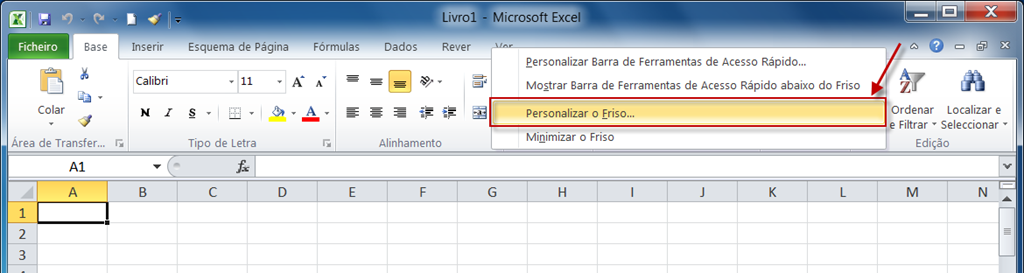 Livro1 - Microsoft Excel
Ficheiro Base Inserir Esquema de Página Fórmulas Dados Rever Ver
Personalizar Barra de Ferramentas de Acesso Rápido...
Mostrar Barra de Ferramentas de Acesso Rápido abaixo do Friso
Personalizar o Friso...
Minimizar o Friso
Colar
Calibri 11
N I S
Ordenar
e Filtrar
Localizar e
Seleccionar
Área de Transfer... Tipo de Letra Alinhamento Edição
A1 fx
A B C D E F G H I J K L M N
1
2
3